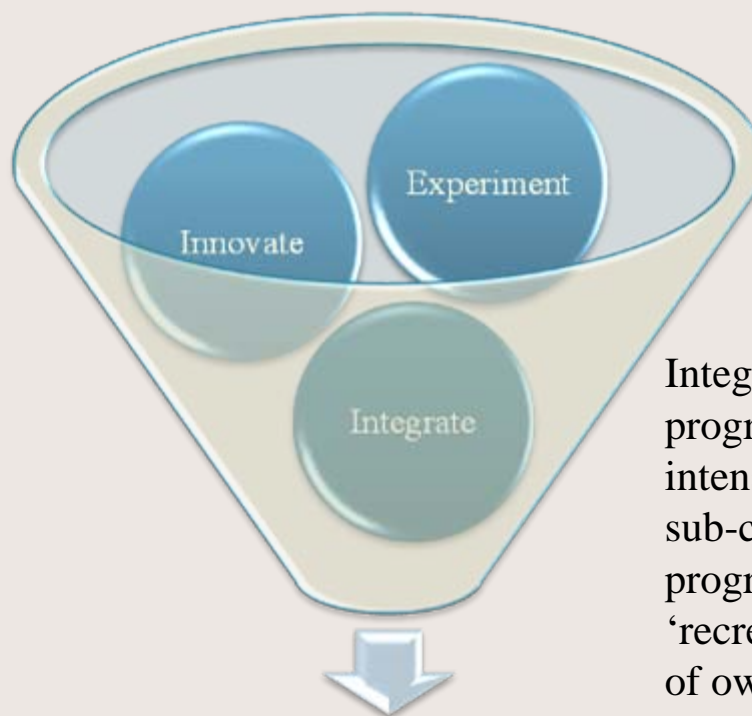 Experiment
Innovate
Integrate
Integ
progr
inten
sub-c
progr
‘recre
of ow